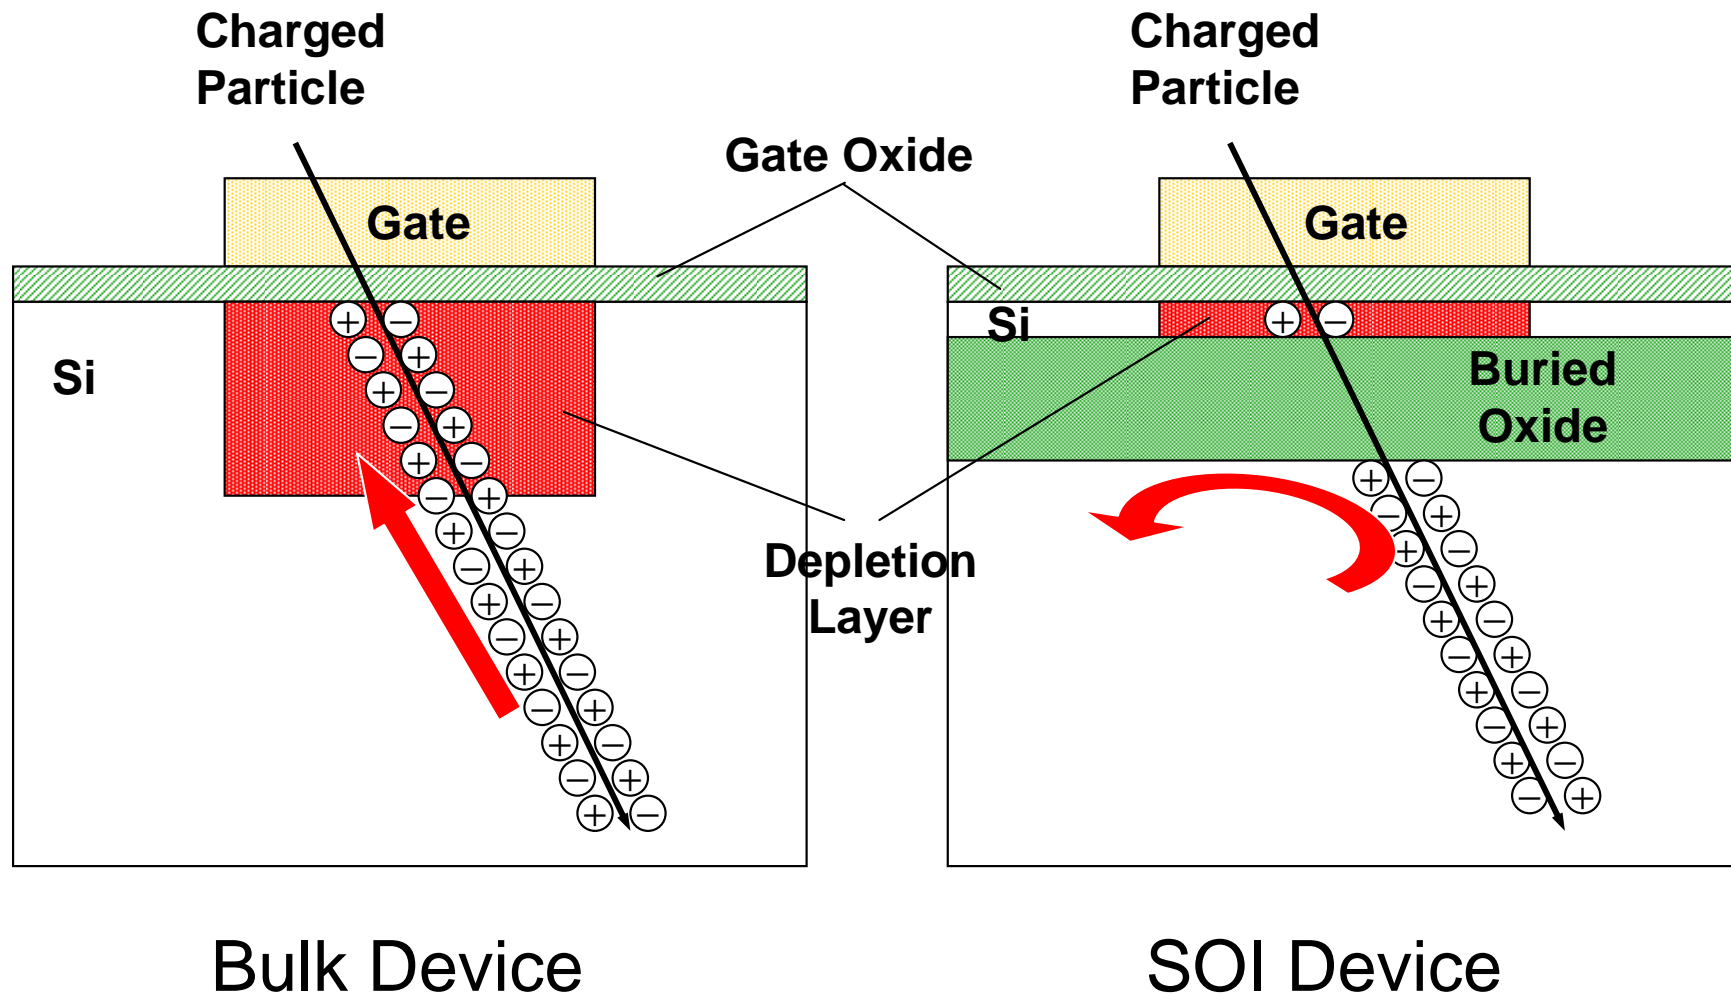 Charged
Particle
Charged
Particle
Gate Oxide
Gate
Gate
Si
Si
Buried
Oxide
Depletion
Layer
Bulk Device
SOI Device